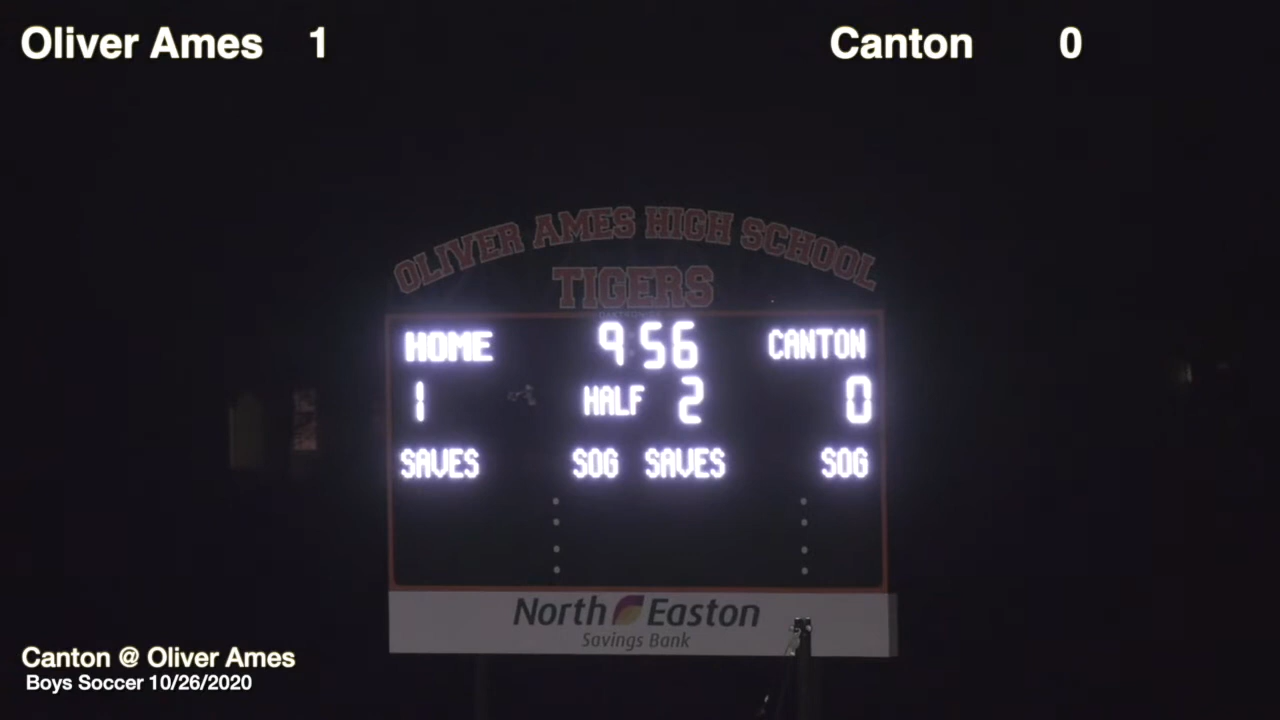 Oliver Ames 1 Canton 0
OLIVER AMES HIGH SCHOOL
TIGERS
HOME 9 56 CANTON
1 HALF 2 0
SAVES SOG SAVES SOG
North Easton
Savings Bank
Canton @ Oliver Ames
Boys Soccer 10/26/2020